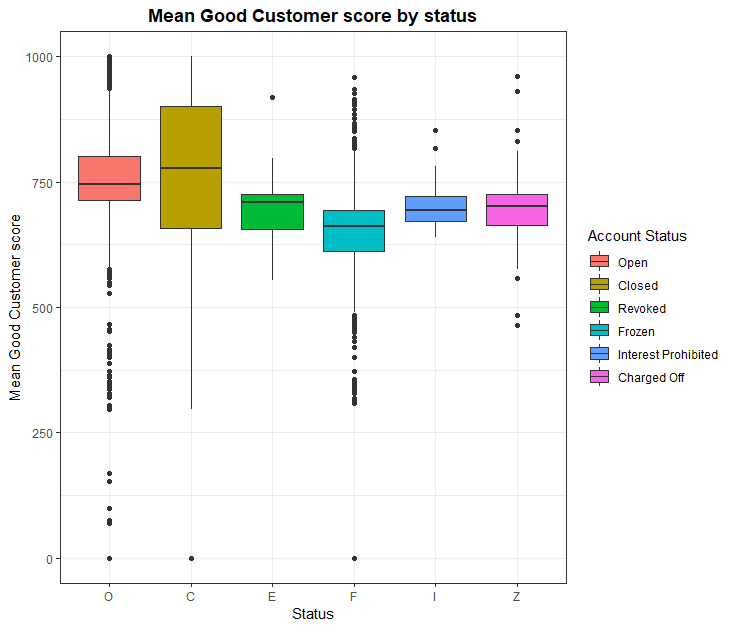 Mean Good Customer score by status
Mean Good Customer score
1000
750
500
250
0
O C E F I Z
Status
Account Status
Open
Closed
Revoked
Frozen
Interest Prohibited
Charged Off